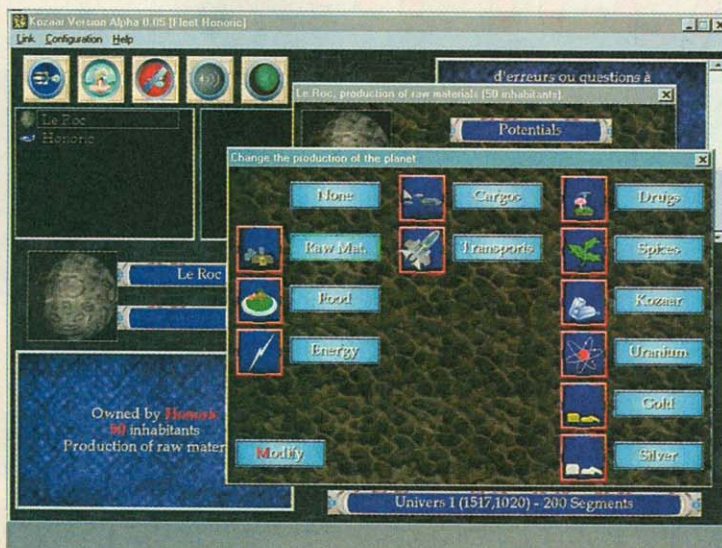 Kozaar Version Alpha 0.05 [Fleet Honoric]
Link Configuration Help
d'erreurs ou questions à
Le Roc, production of raw materials (50 inhabitants).
Le Roc
Honoric
Potentials
Change the production of the planet
None
Cargos
Drugs
Raw Mat.
Transports
Spices
Food
Kozaar
Energy
Uranium
Gold
Modify
Silver
Le Roc
Owned by Honoric
50 inhabitants
Production of raw mater
Univers 1 (1517,1020) - 200 Segments